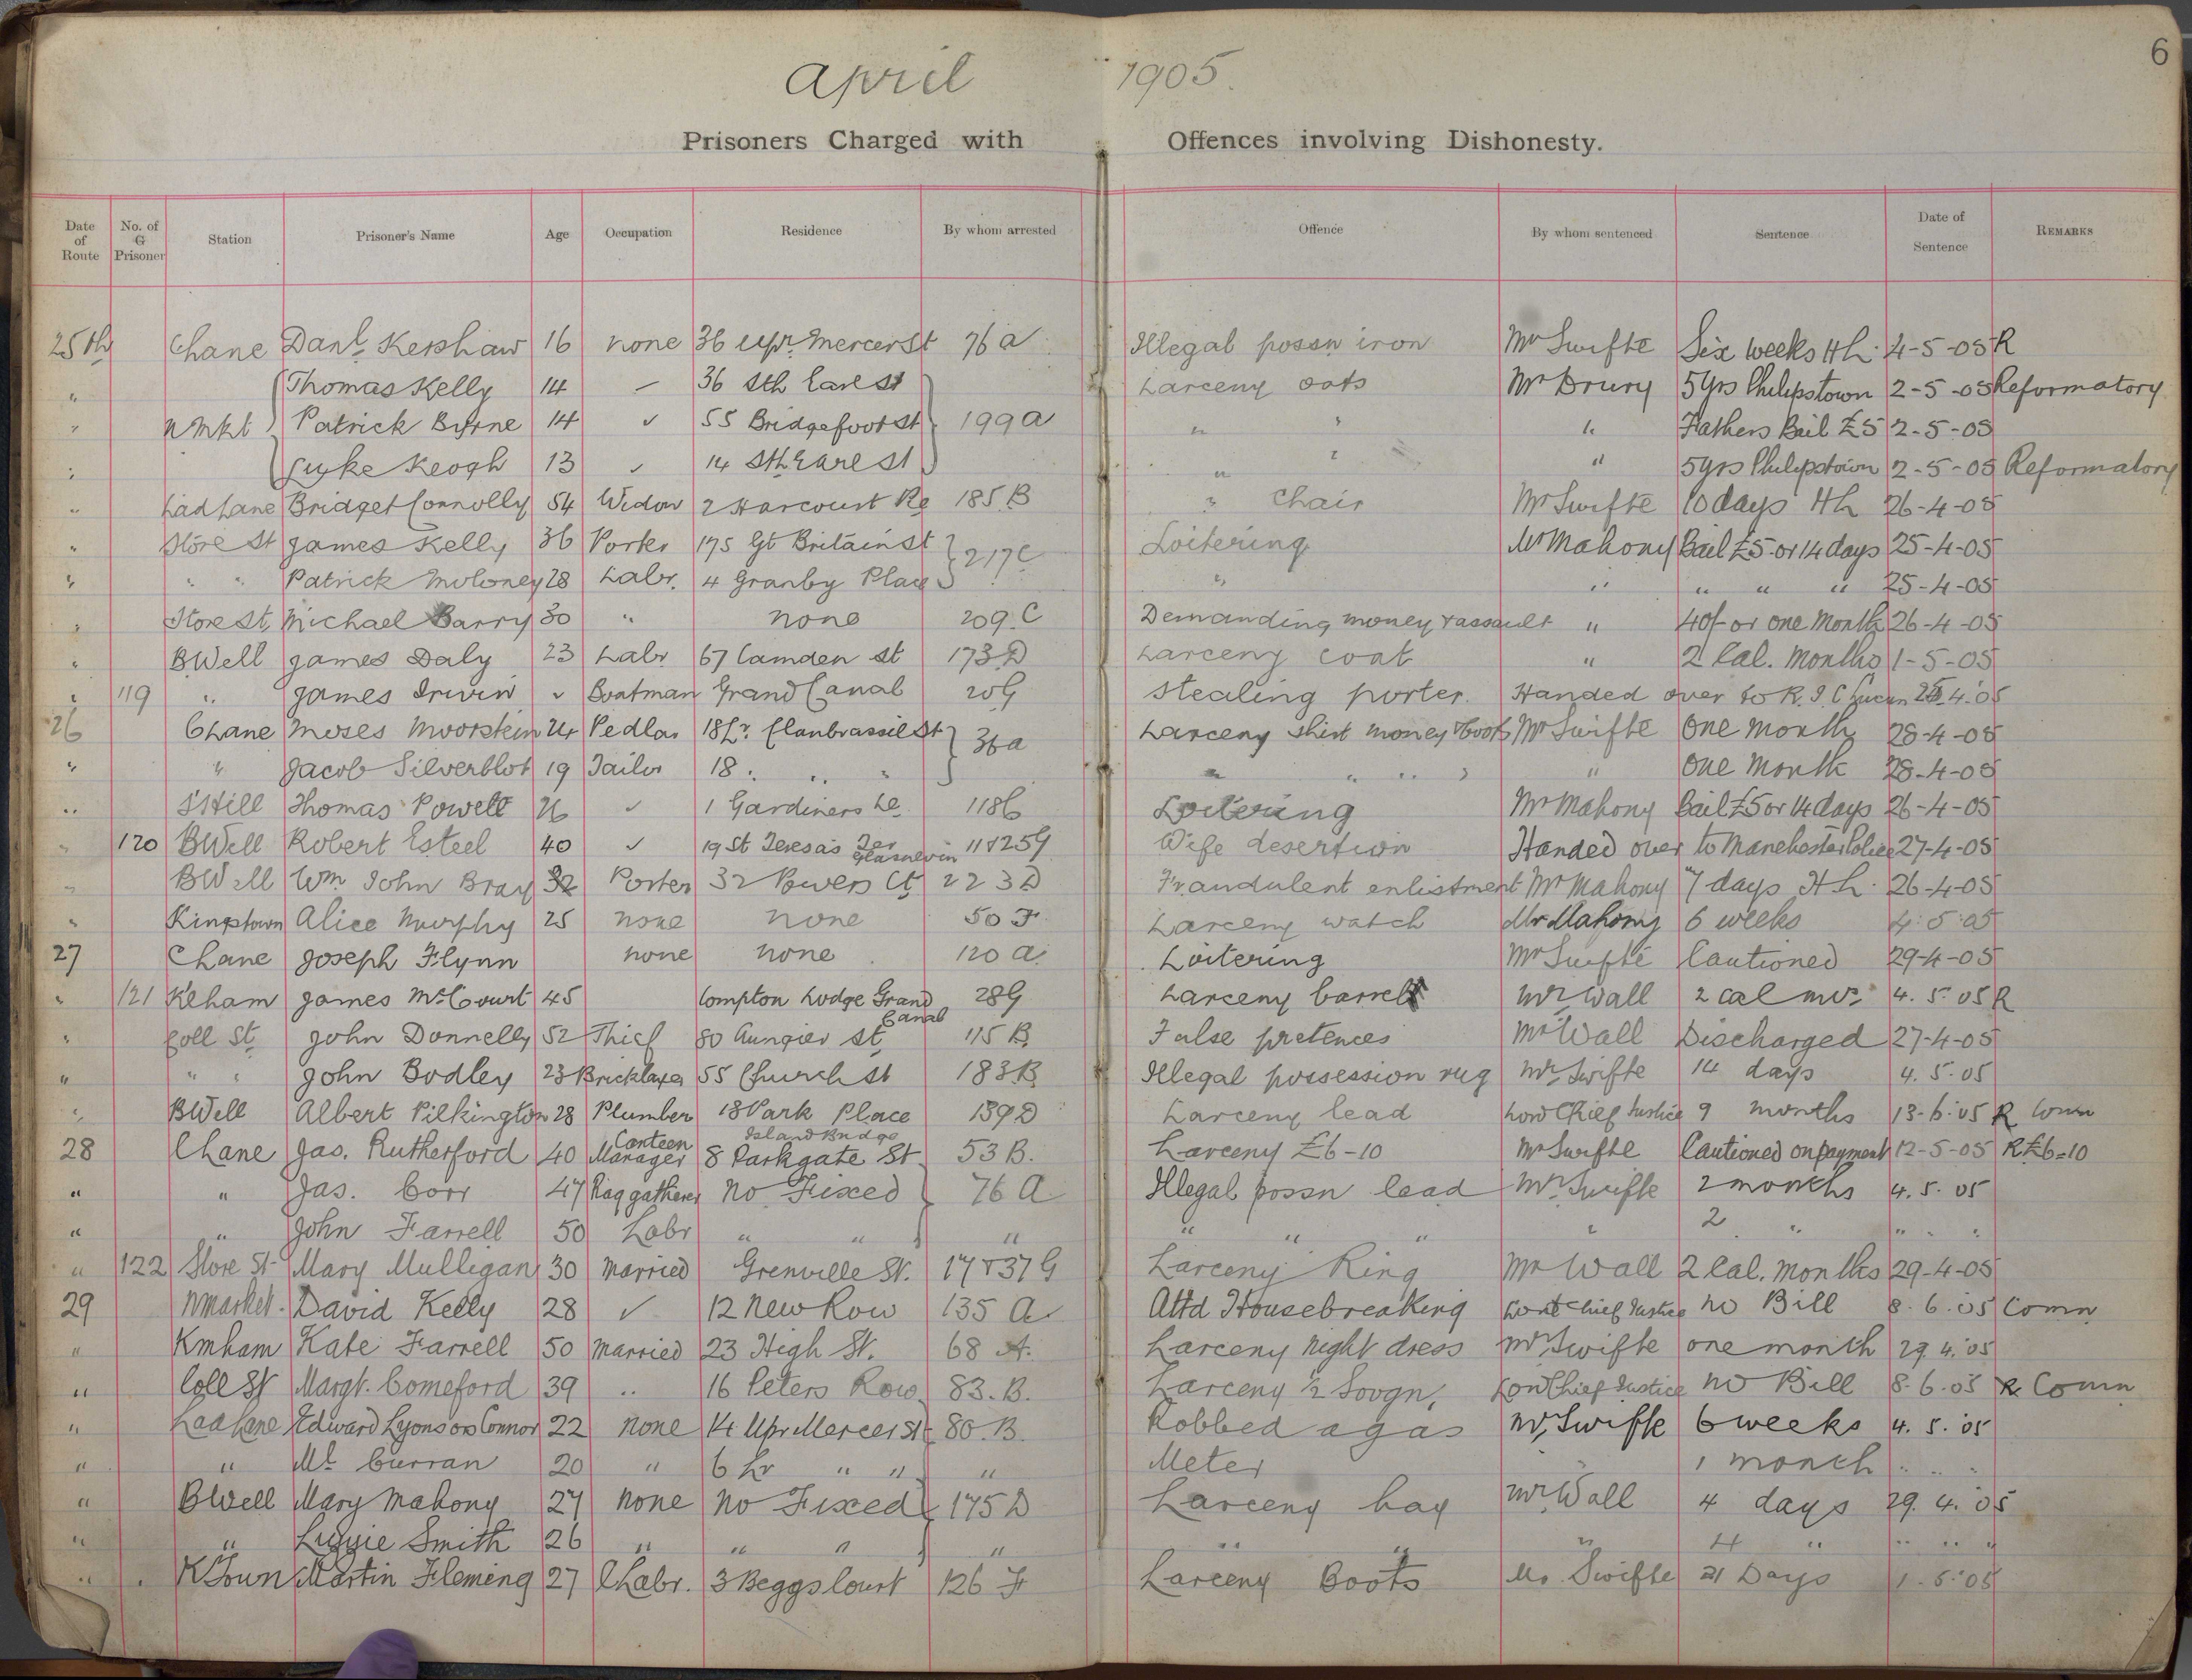 April 1905. 6
Prisoners Charged with Offences involving Dishonesty.
Date of Route No. of G Prisoner Station Prisoner's Name Age Occupation Residence By whom arrested Offence By whom sentenced Sentence Date of Sentence REMARKS
25th Chane Danl. Kershaw 16 none 36 Upr. Mercer St 76 a Illegal possn iron Mr Swifte Six weeks Hh. 4-5-05 R
" Thomas Kelly 14 – 36 Sth Earl St Larceny oats Mr Drury 5 yrs Philipstown 2-5-05 Reformatory
" N Mkt Patrick Byrne 14 ✓ 55 Bridgefoot St 199 a " " " Fathers Bail £5 2-5-05
" Luke Keogh 13 ✓ 14 Sth Earl St " " " 5 yrs Philipstown 2-5-05 Reformatory
" Lad Lane Bridget Connolly 54 Widow 2 Harcourt 185.B " Chair Mr Swifte 10 days Hh 26-4-05
" Store St James Kelly 36 Porter 175 Gt Britain St 217 C Loitering Mr Mahony Bail £5 or 14 days 25-4-05
" " " Patrick Moloney 28 Labr. 4 Granby Place " " " " " 25-4-05
" Store St. Michael Barry 30 " none 209.C Demanding money & assault " 40/- or one Month 26-4-05
" B.Well James Daly 23 Labr 67 Camden St 173 D Larceny coat " 2 Cal. Months 1-5-05
" 119 " James Irwin ✓ Boatman Grand Canal 20 G Stealing porter. Handed over to R.I.C Lucan 4.'05
26 Chane Moses Moorstein 24 Pedlar 18 Lr. Clanbrassil St 36 a Larceny Shirt money & boots Mr Swifte One Month 28-4-05
" " Jacob Silverblot 19 Tailor 18 " " " " " " " " One Month 28-4-05
" S'Hill Thomas Powell 26 ✓ 1 Gardiners Le. 118 C Loitering Mr Mahony Bail £5 or 14 days 26-4-05
" 120 BWell Robert Esteel 40 ✓ 19 St Teresa's Ter Glasnevin 11 & 25 G Wife desertion Handed over to Manchester Police 27-4-05
" BWell Wm John Bray 32 Porter 32 Powers Ct 223 D Fraudulent enlistment Mr Mahony 7 days Hh. 26-4-05
" Kingstown Alice Murphy 25 none none 50 F. Larceny watch Mr Mahony 6 weeks 4:5:05
27 Chane Joseph Flynn none none 120 a. Loitering Mr Swifte Cautioned 29-4-05
" 121 K'ham James McCourt 45 Compton Lodge Grand Canal 28 G Larceny barrel Mr Wall 2 cal mos. 4.5.05 R
" Coll St. John Donnelly 52 Thief 80 Aungier St 115 B. False pretences Mr Wall Discharged 27-4-05
" " " John Bodley 23 Bricklayer 55 Church St 183 B Illegal possession rug Mr Swifte 14 days 4.5.05
" BWell Albert Pilkington 28 Plumber 18 Park Place Island Bridge 139 D Larceny lead Lord Chief Justice 9 months 13-6-'05 R Comn
28 Chane Jas. Rutherford 40 Canteen Manager 8 Parkgate St 53 B. Larceny £6-10 Mr Swifte Cautioned on payment 12-5-05 R £6=10
" " Jas. Corr 47 Rag gatherer No Fixed 76 A Illegal possn lead Mr Swifte 2 months 4.5.05
" " John Farrell 50 Labr " " " " " " " 2 " " " "
" 122 Store St. Mary Mulligan 30 Married Grenville St. 17 & 37 G Larceny Ring Mr Wall 2 Cal. Months 29-4-05
29 Nmarket. David Kelly 28 ✓ 12 New Row 135 a Attd Housebreaking Lord Chief Justice No Bill 8.6.05 Comn
" Kmham Kate Farrell 50 Married 23 High St. 68 A. Larceny night dress Mr Swifte one month 29.4.'05
" Coll St Margt. Comeford 39 " 16 Peters Row 83.B. Larceny ½ Sovgn, Lord Chief Justice No Bill 8.6.05 R Comn
" Lad Lane Edward Lyons or Connor 22 none 14 Upr Mercer St 80.B. Robbed a gas Mr Swifte 6 weeks 4.5.'05
" " Ml. Curran 20 " 6 Lr " " " Meter " 1 month " " "
" BWell Mary Mahony 27 none No Fixed 175 D Larceny hay Mr Wall 4 days 29.4.'05
" " Lizzie Smith 26 " " " " " " " 4 " " " "
" KTown Martin Fleming 27 CLabr. 3 Beggs Court 126 F Larceny Boots Mr. Swifte 21 Days 1-5-'05